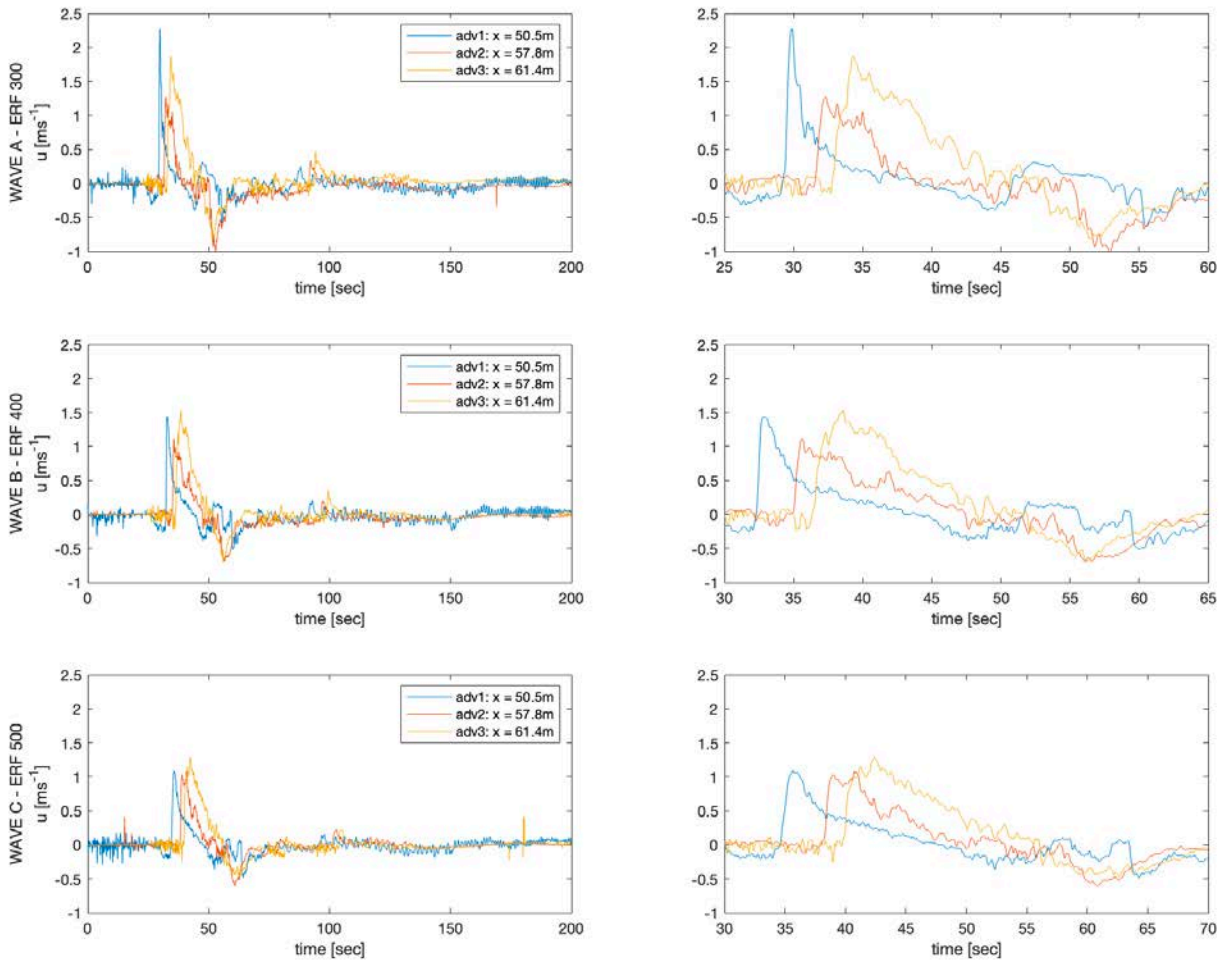 WAVE A - ERF 300
u [ms-1]
2.5
2
1.5
1
0.5
0
-0.5
-1
0 50 100 150 200
time [sec]
adv1: x = 50.5m
adv2: x = 57.8m
adv3: x = 61.4m
2.5
2
1.5
1
0.5
0
-0.5
-1
25 30 35 40 45 50 55 60
time [sec]
WAVE B - ERF 400
u [ms-1]
2.5
2
1.5
1
0.5
0
-0.5
-1
0 50 100 150 200
time [sec]
adv1: x = 50.5m
adv2: x = 57.8m
adv3: x = 61.4m
2.5
2
1.5
1
0.5
0
-0.5
-1
30 35 40 45 50 55 60 65
time [sec]
WAVE C - ERF 500
u [ms-1]
2.5
2
1.5
1
0.5
0
-0.5
-1
0 50 100 150 200
time [sec]
adv1: x = 50.5m
adv2: x = 57.8m
adv3: x = 61.4m
2.5
2
1.5
1
0.5
0
-0.5
-1
30 35 40 45 50 55 60 65 70
time [sec]